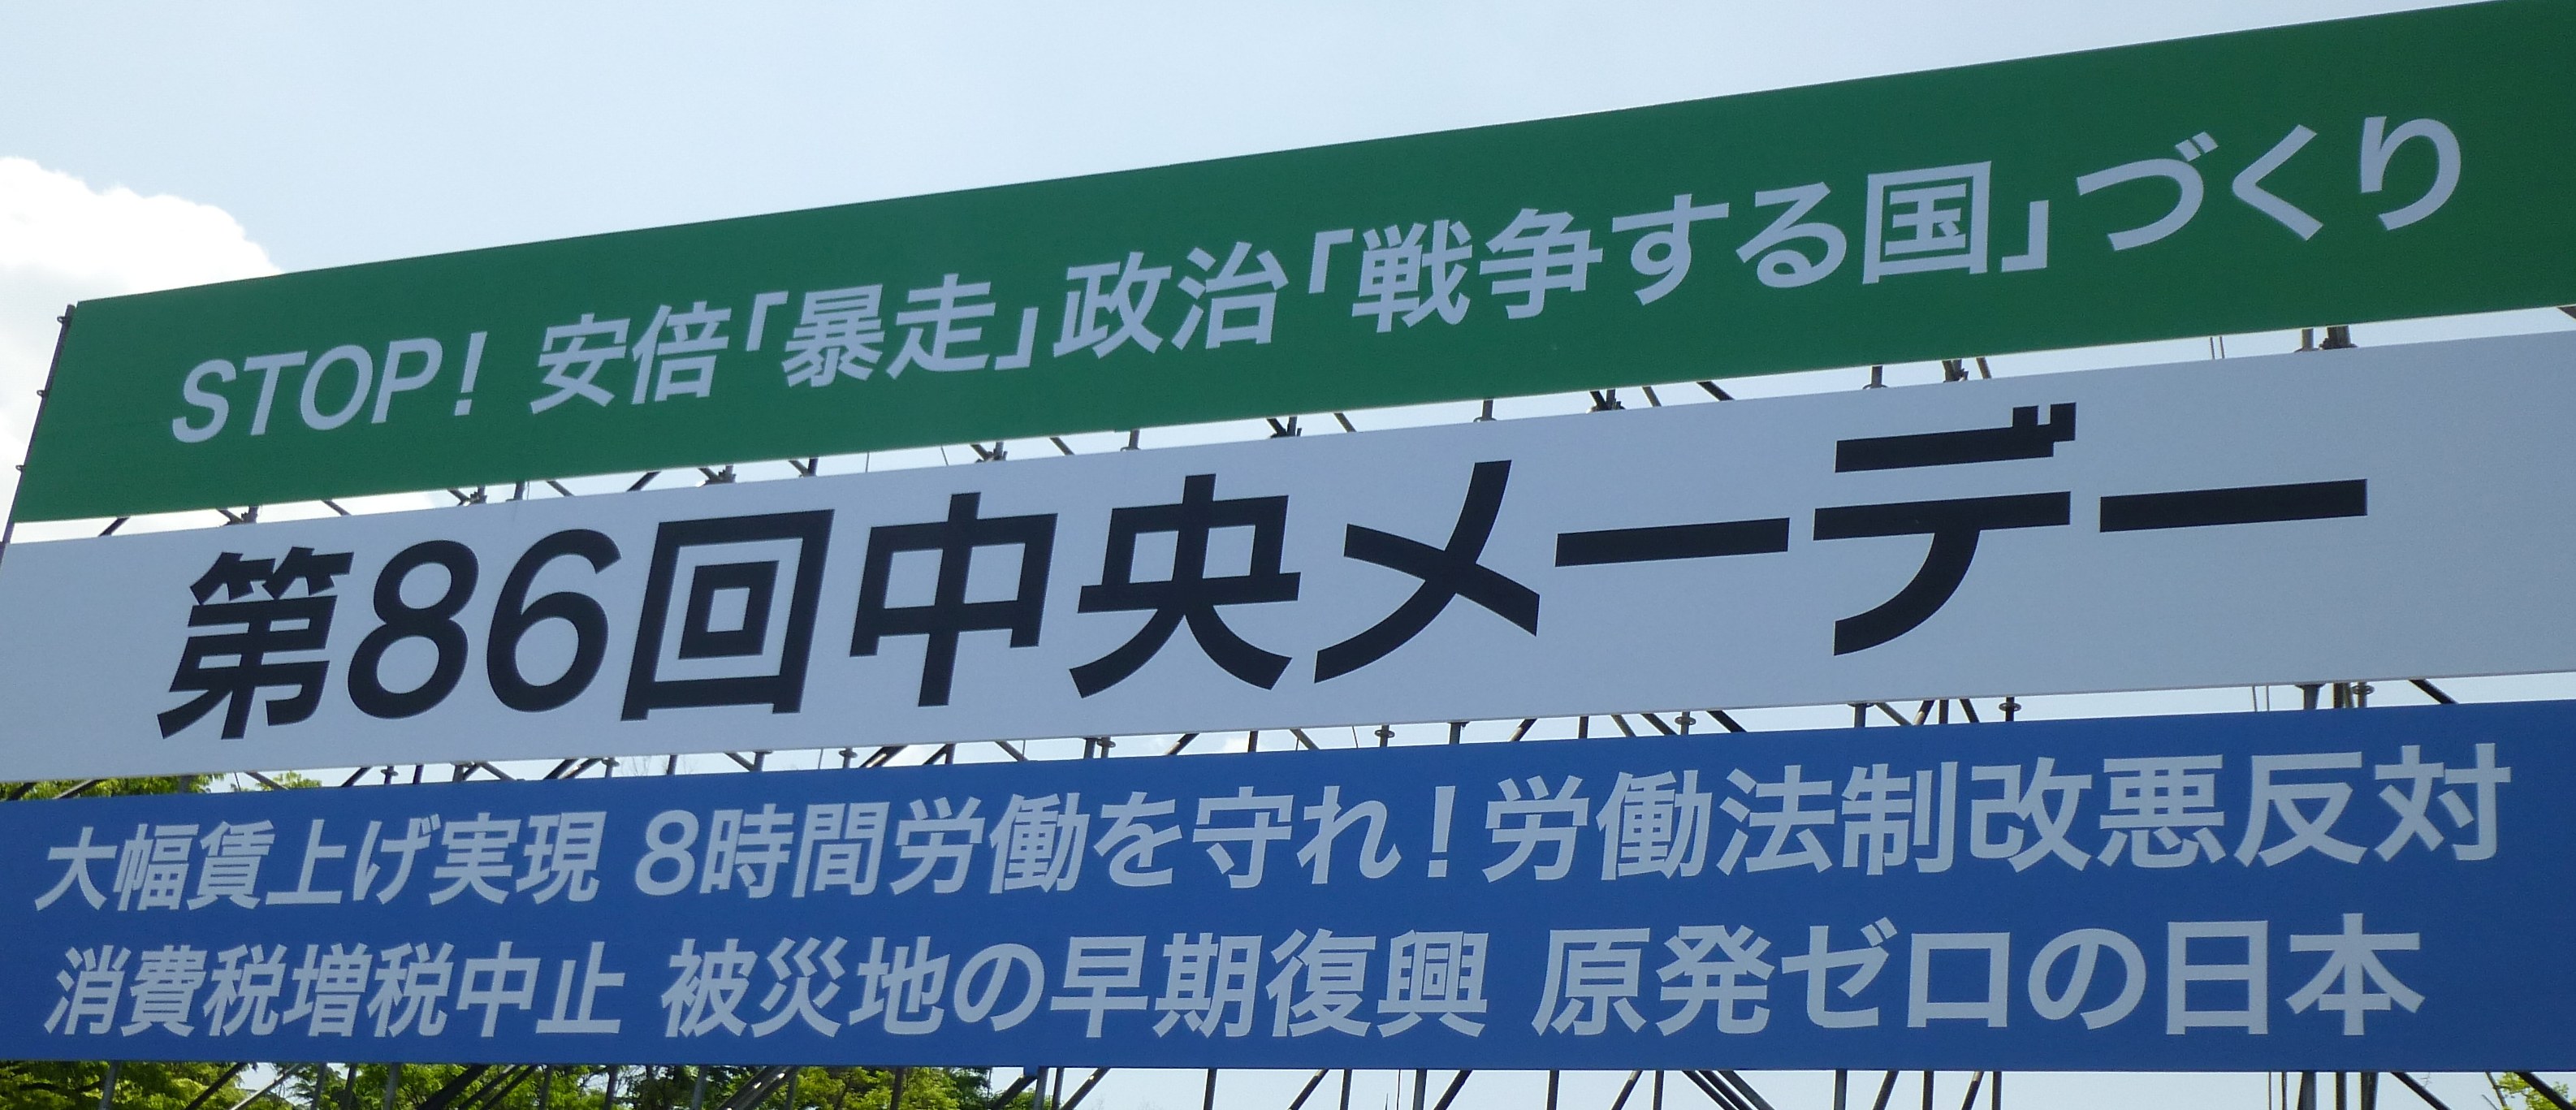 STOP！安倍「暴走」政治「戦争する国」づくり
第86回中央メーデー
大幅賃上げ実現 8時間労働を守れ！労働法制改悪反対
消費税増税中止 被災地の早期復興 原発ゼロの日本